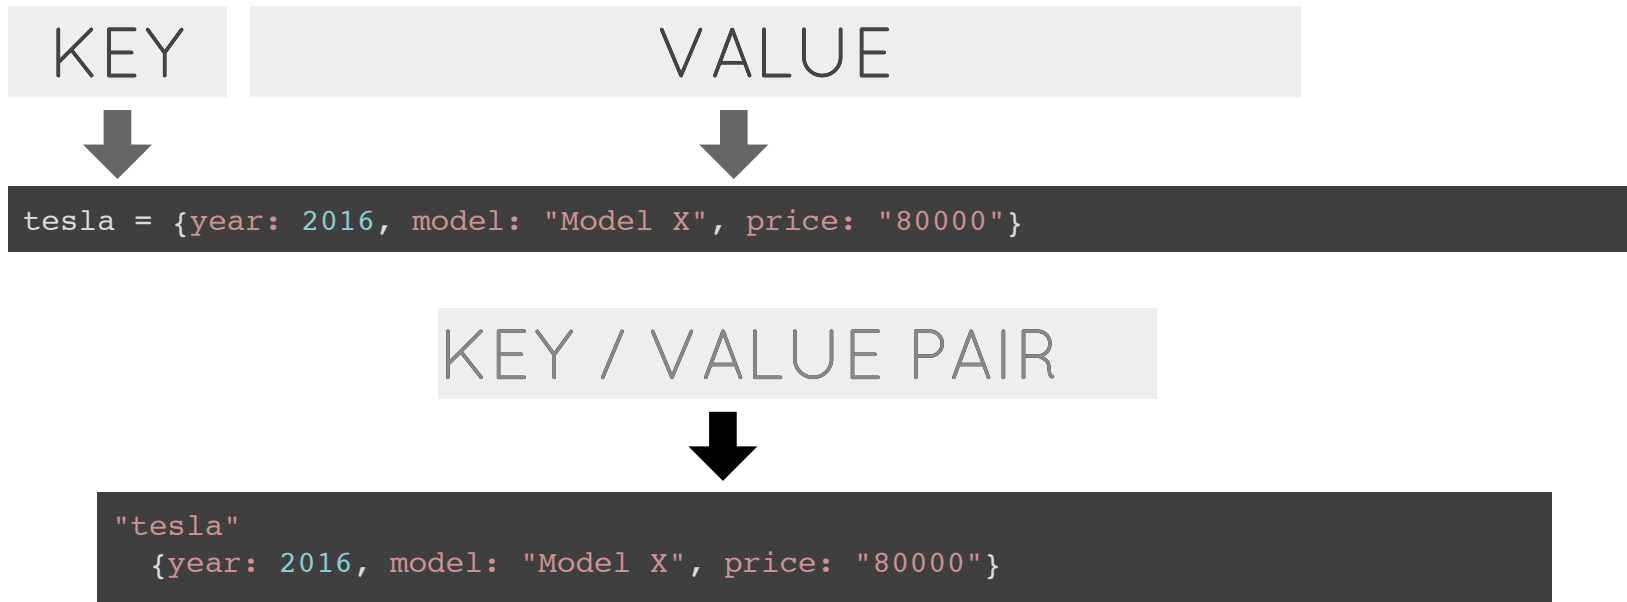 KEY VALUE
tesla = {year: 2016, model: "Model X", price: "80000"}
KEY / VALUE PAIR
"tesla"
{year: 2016, model: "Model X", price: "80000"}